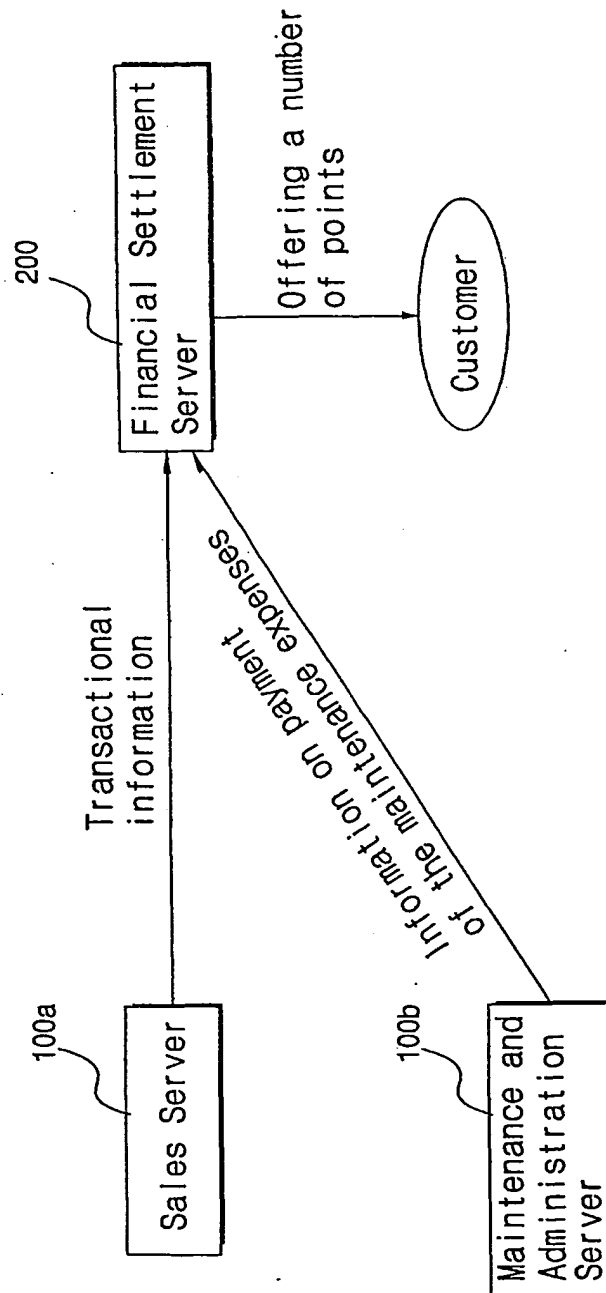 200
Financial Settlement
Server
Offering a number
of points
Customer
Transactional
information
Information on payment
of the maintenance expenses
100a
Sales Server
100b
Maintenance and
Administration
Server